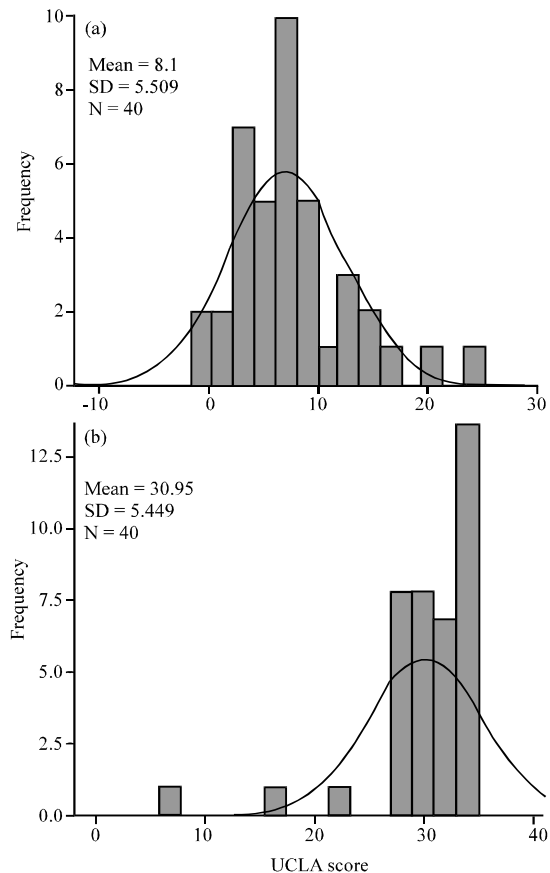 (a)
Mean = 8.1
SD = 5.509
N = 40
Frequency
10
8
6
4
2
0
-10 0 10 20 30
(b)
Mean = 30.95
SD = 5.449
N = 40
Frequency
12.5
10.0
7.5
5.0
2.5
0.0
0 10 20 30 40
UCLA score